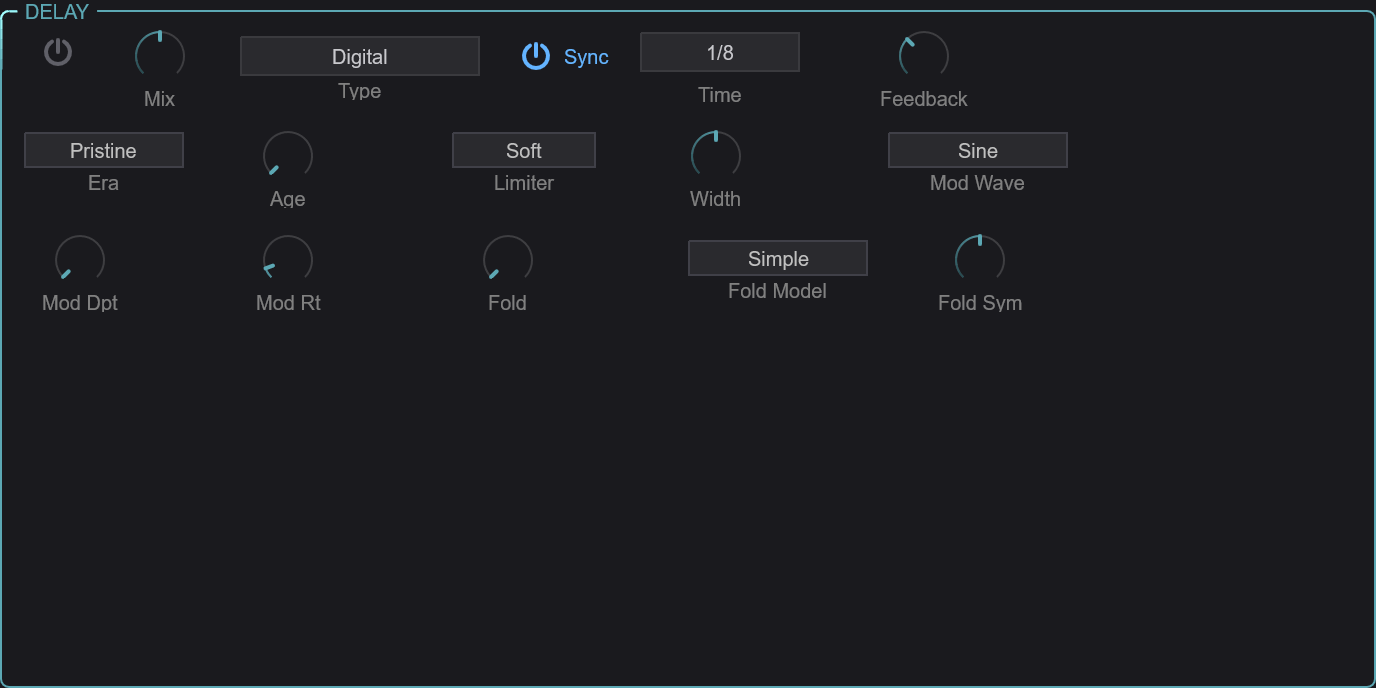 DELAY
Digital
Sync
1/8
Mix
Type
Time
Feedback
Pristine
Soft
Sine
Era
Age
Limiter
Width
Mod Wave
Simple
Mod Dpt
Mod Rt
Fold
Fold Model
Fold Sym